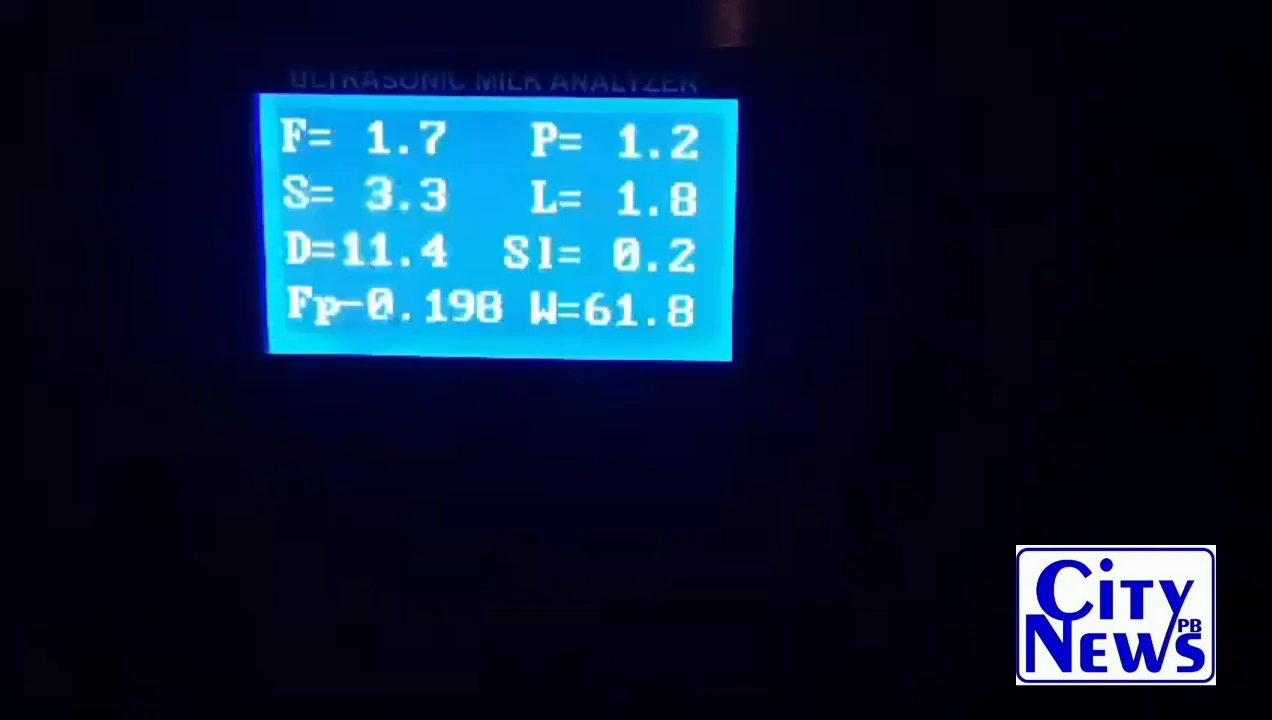 ULTRASONIC MILK ANALYZER
F= 1.7 P= 1.2
S= 3.3 L= 1.8
D=11.4 Sl= 0.2
Fp-0.198 W=61.8
CITY
NEWS PB